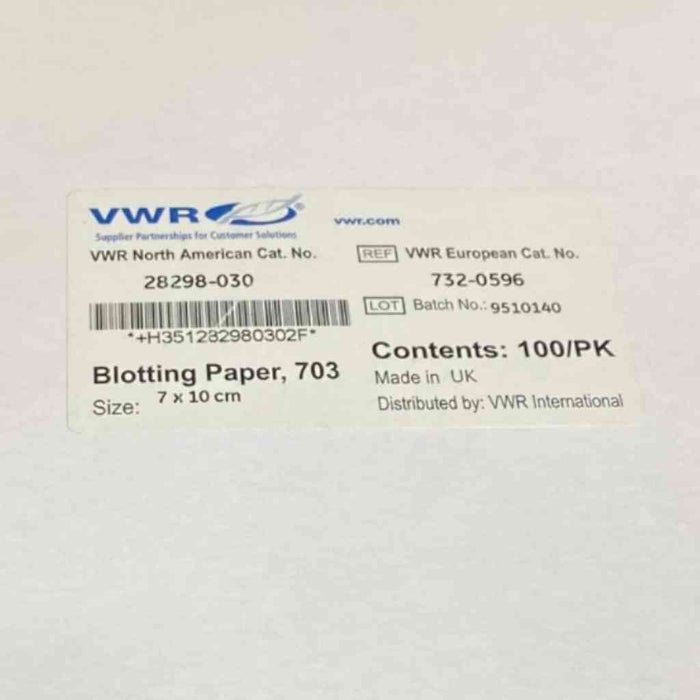 VWR®
vwr.com
Supplier Partnerships for Customer Solutions
VWR North American Cat. No.
28298-030
*+H351282980302F*
Blotting Paper, 703
Size: 7 x 10 cm
REF VWR European Cat. No.
732-0596
LOT Batch No.: 9510140
Contents: 100/PK
Made in UK
Distributed by: VWR International